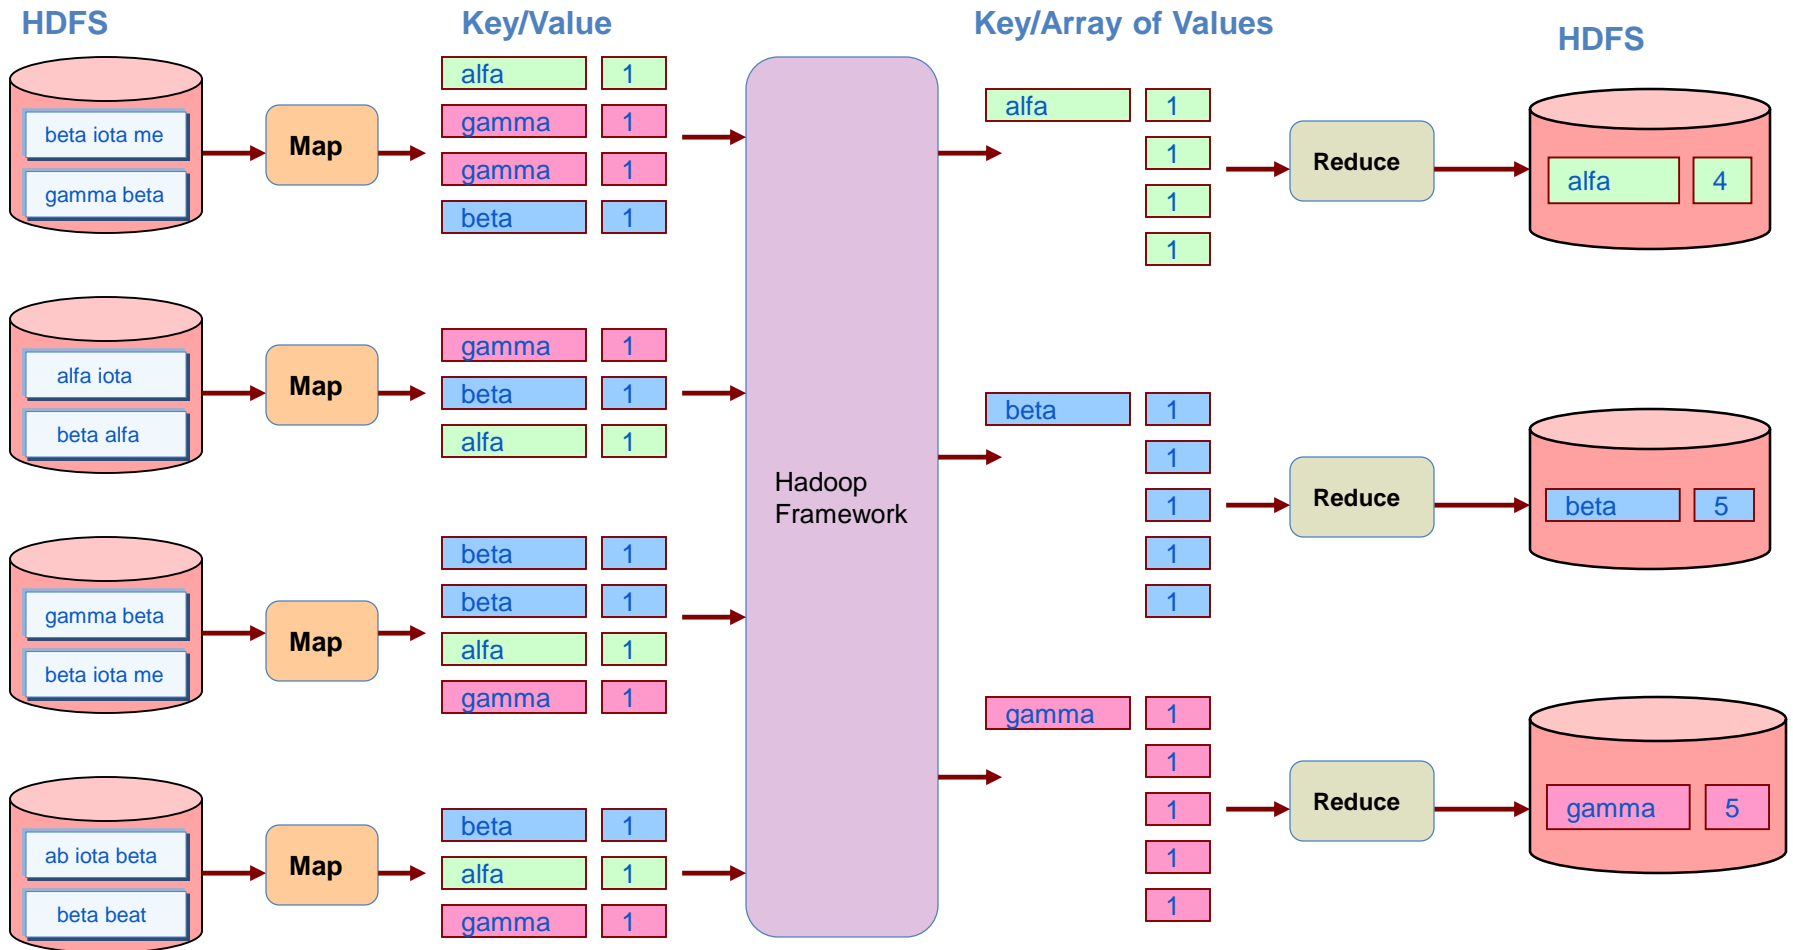 HDFS
Key/Value
Key/Array of Values
HDFS
beta iota me
gamma beta
Map
alfa 1
gamma 1
gamma 1
beta 1
alfa iota
beta alfa
Map
gamma 1
beta 1
alfa 1
gamma beta
beta iota me
Map
beta 1
beta 1
alfa 1
gamma 1
ab iota beta
beta beat
Map
beta 1
alfa 1
gamma 1
Hadoop
Framework
alfa 1
1
1
1
Reduce
alfa 4
beta 1
1
1
1
1
Reduce
beta 5
gamma 1
1
1
1
1
Reduce
gamma 5